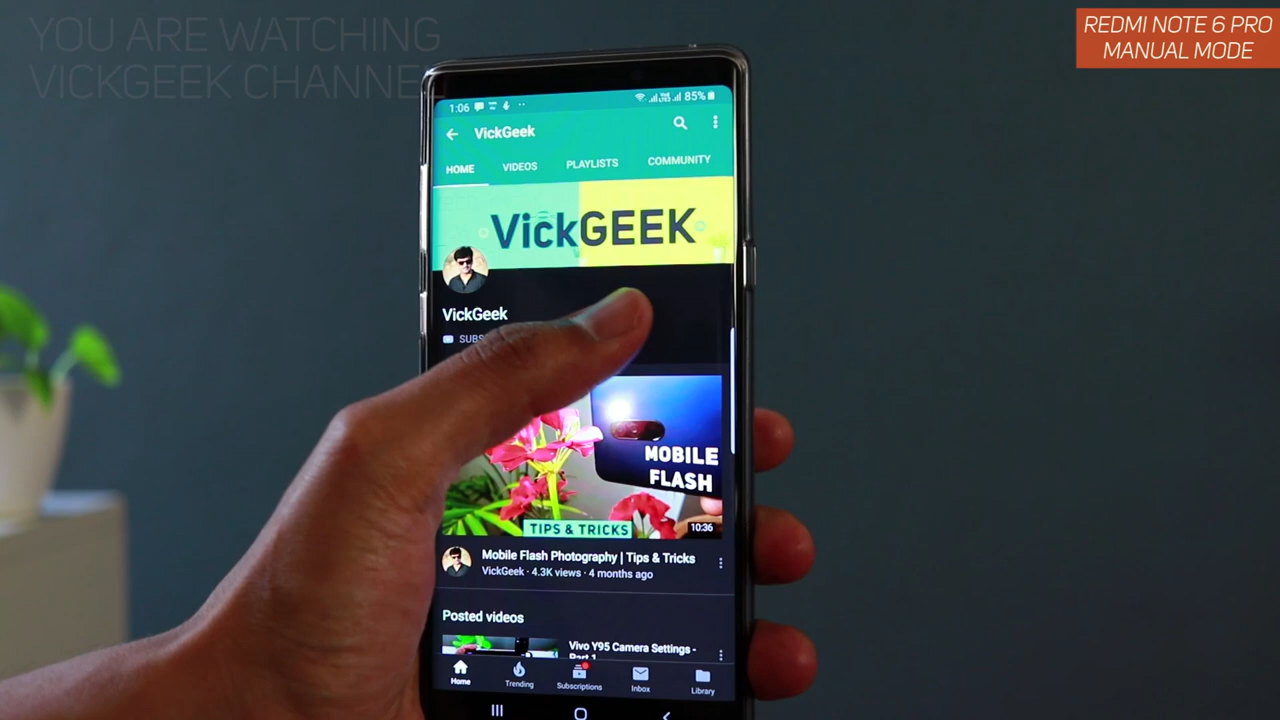 YOU ARE WATCHING
VICKGEEK CHANNEL
REDMI NOTE 6 PRO
MANUAL MODE
1:06
85%
VickGeek
HOME VIDEOS PLAYLISTS COMMUNITY
VickGEEK
VickGeek
MOBILE
FLASH
TIPS & TRICKS
10:36
Mobile Flash Photography | Tips & Tricks
VickGeek · 4.3K views · 4 months ago
Posted videos
Vivo Y95 Camera Settings -
Part 1
Home Trending Subscriptions Inbox Library